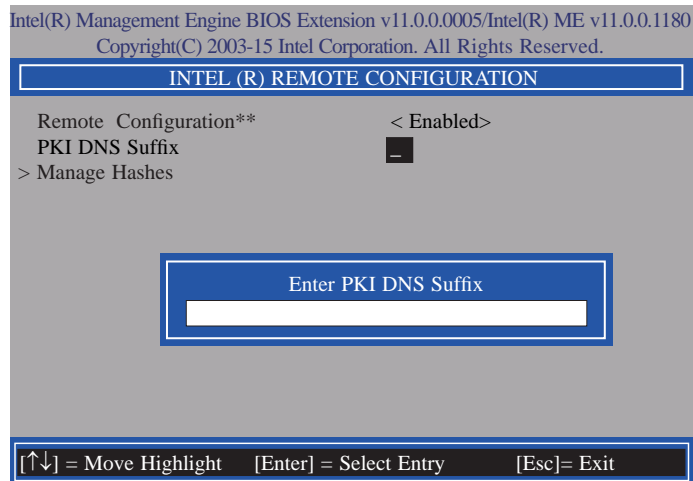 Intel(R) Management Engine BIOS Extension v11.0.0.0005/Intel(R) ME v11.0.0.1180
Copyright(C) 2003-15 Intel Corporation. All Rights Reserved.
INTEL (R) REMOTE CONFIGURATION
Remote Configuration** < Enabled>
PKI DNS Suffix _
> Manage Hashes
Enter PKI DNS Suffix
[↑↓] = Move Highlight [Enter] = Select Entry [Esc]= Exit